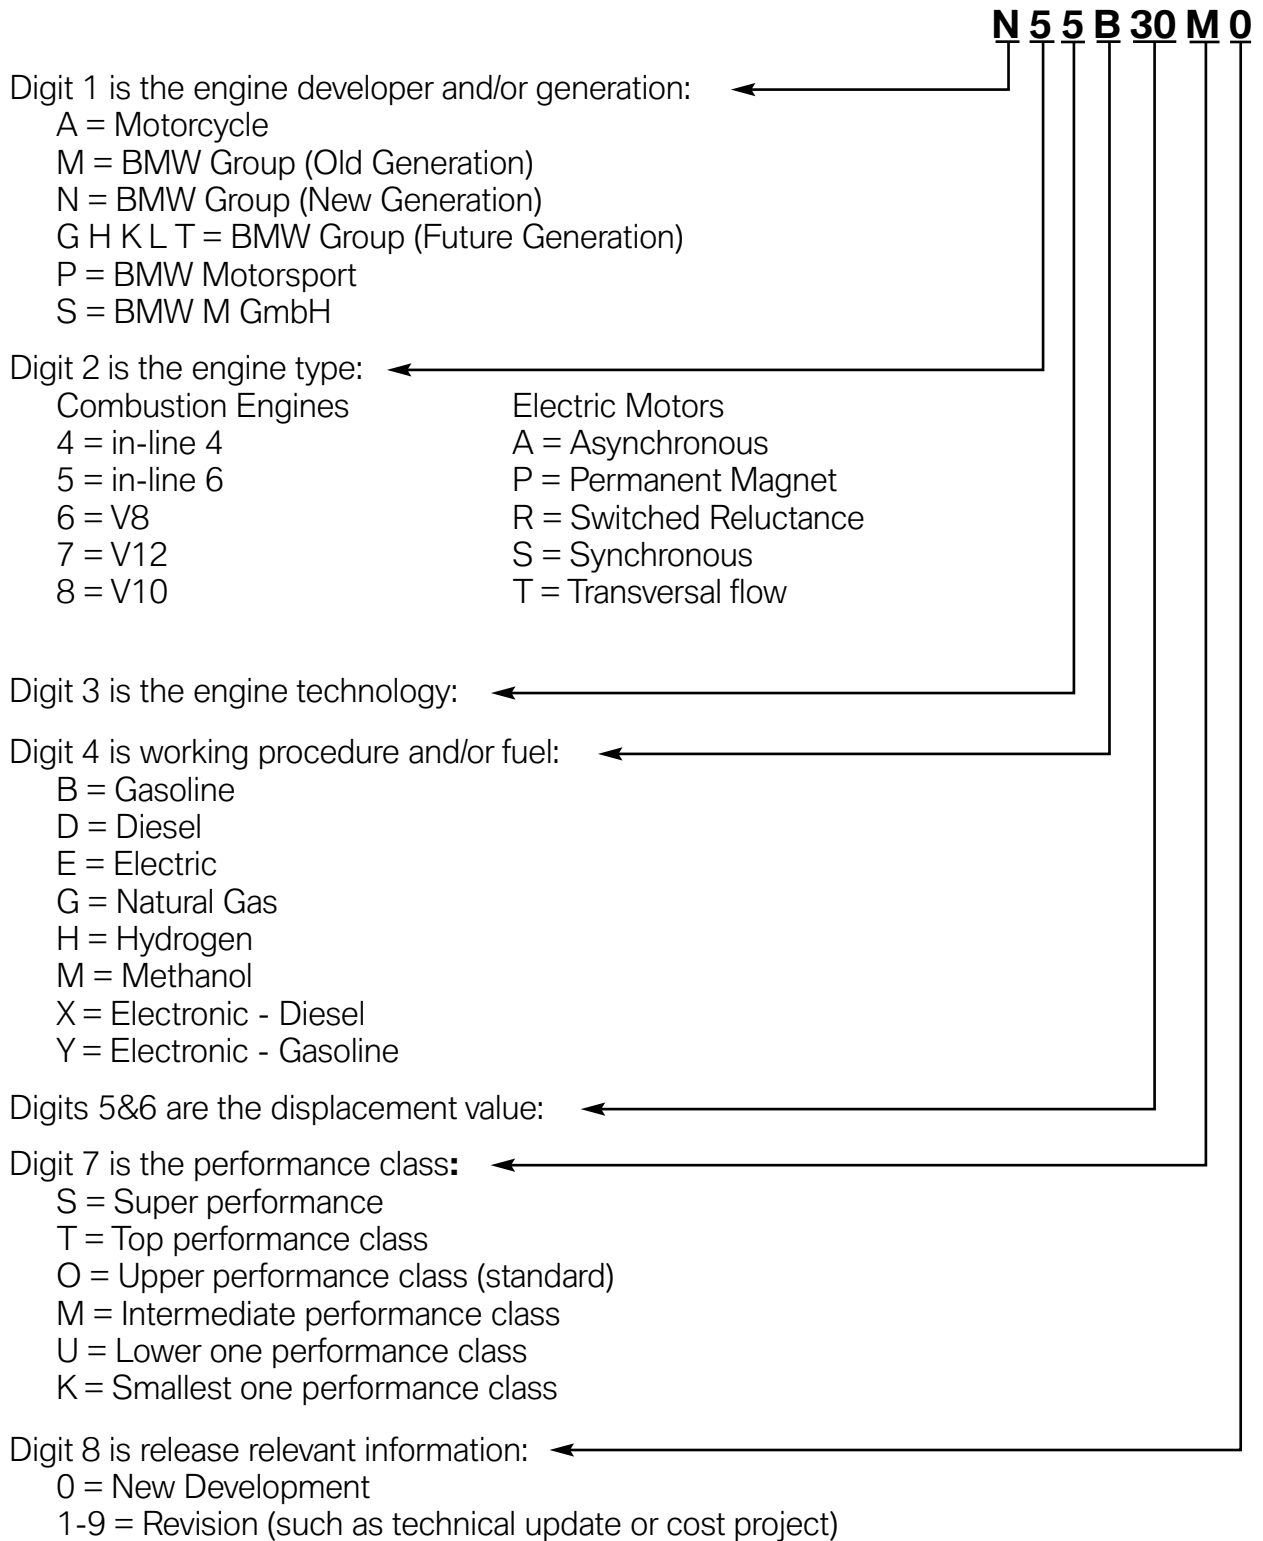 N 5 5 B 30 M 0
Digit 1 is the engine developer and/or generation:
A = Motorcycle
M = BMW Group (Old Generation)
N = BMW Group (New Generation)
G H K L T = BMW Group (Future Generation)
P = BMW Motorsport
S = BMW M GmbH
Digit 2 is the engine type:
Combustion Engines
4 = in-line 4
5 = in-line 6
6 = V8
7 = V12
8 = V10
Electric Motors
A = Asynchronous
P = Permanent Magnet
R = Switched Reluctance
S = Synchronous
T = Transversal flow
Digit 3 is the engine technology:
Digit 4 is working procedure and/or fuel:
B = Gasoline
D = Diesel
E = Electric
G = Natural Gas
H = Hydrogen
M = Methanol
X = Electronic - Diesel
Y = Electronic - Gasoline
Digits 5&6 are the displacement value:
Digit 7 is the performance class:
S = Super performance
T = Top performance class
O = Upper performance class (standard)
M = Intermediate performance class
U = Lower one performance class
K = Smallest one performance class
Digit 8 is release relevant information:
0 = New Development
1-9 = Revision (such as technical update or cost project)